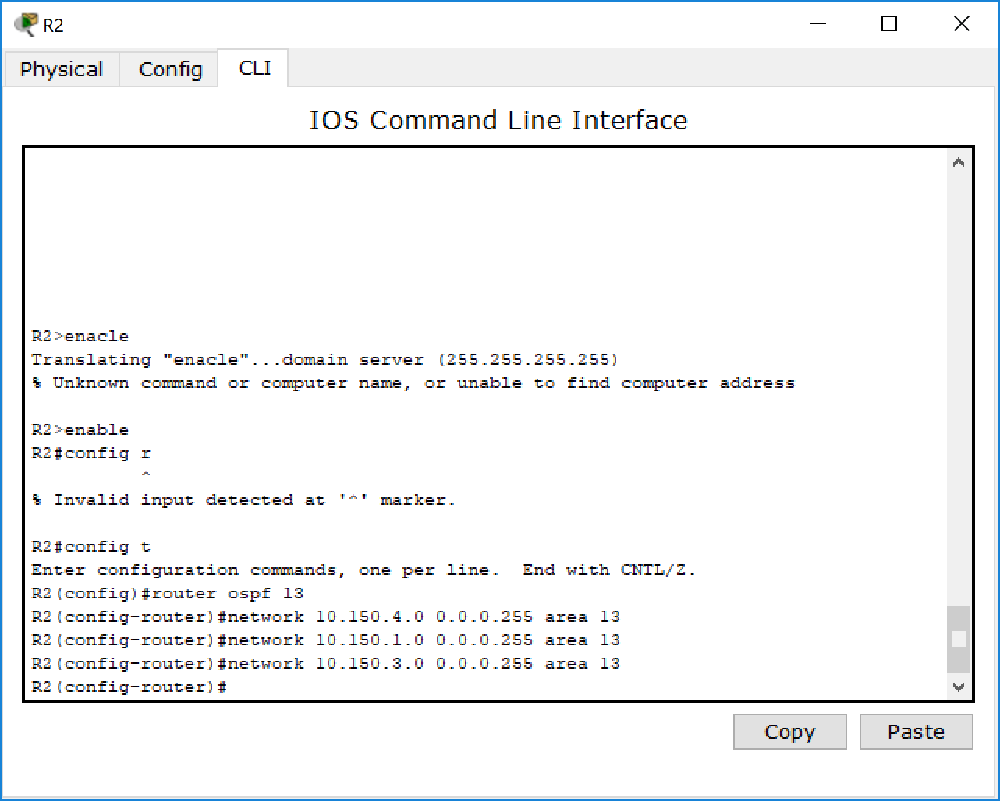 R2
Physical Config CLI
IOS Command Line Interface
R2>enacle
Translating "enacle"...domain server (255.255.255.255)
% Unknown command or computer name, or unable to find computer address
R2>enable
R2#config r
^
% Invalid input detected at '^' marker.
R2#config t
Enter configuration commands, one per line.  End with CNTL/Z.
R2(config)#router ospf 13
R2(config-router)#network 10.150.4.0 0.0.0.255 area 13
R2(config-router)#network 10.150.1.0 0.0.0.255 area 13
R2(config-router)#network 10.150.3.0 0.0.0.255 area 13
R2(config-router)#
Copy Paste